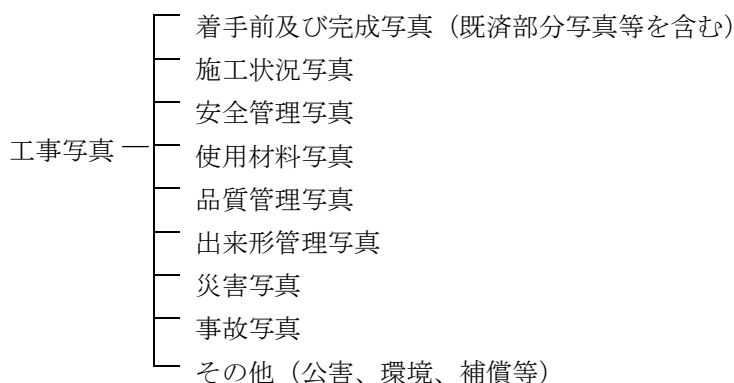 着手前及び完成写真（既済部分写真等を含む）
施工状況写真
安全管理写真
工事写真
使用材料写真
品質管理写真
出来形管理写真
災害写真
事故写真
その他（公害、環境、補償等）